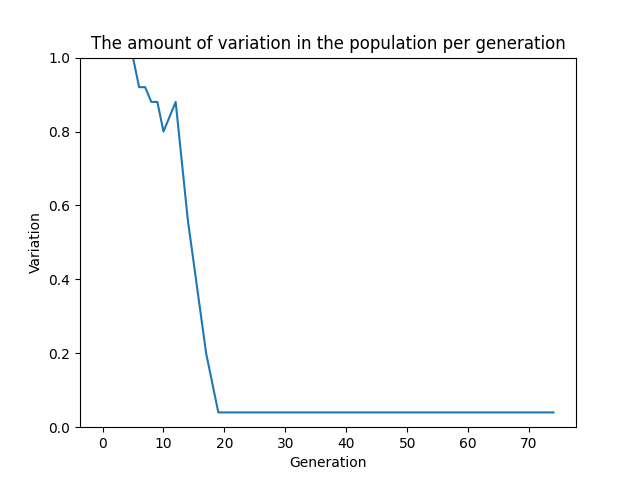 The amount of variation in the population per generation
1.0
0.8
0.6
0.4
0.2
0.0
Variation
0 10 20 30 40 50 60 70
Generation